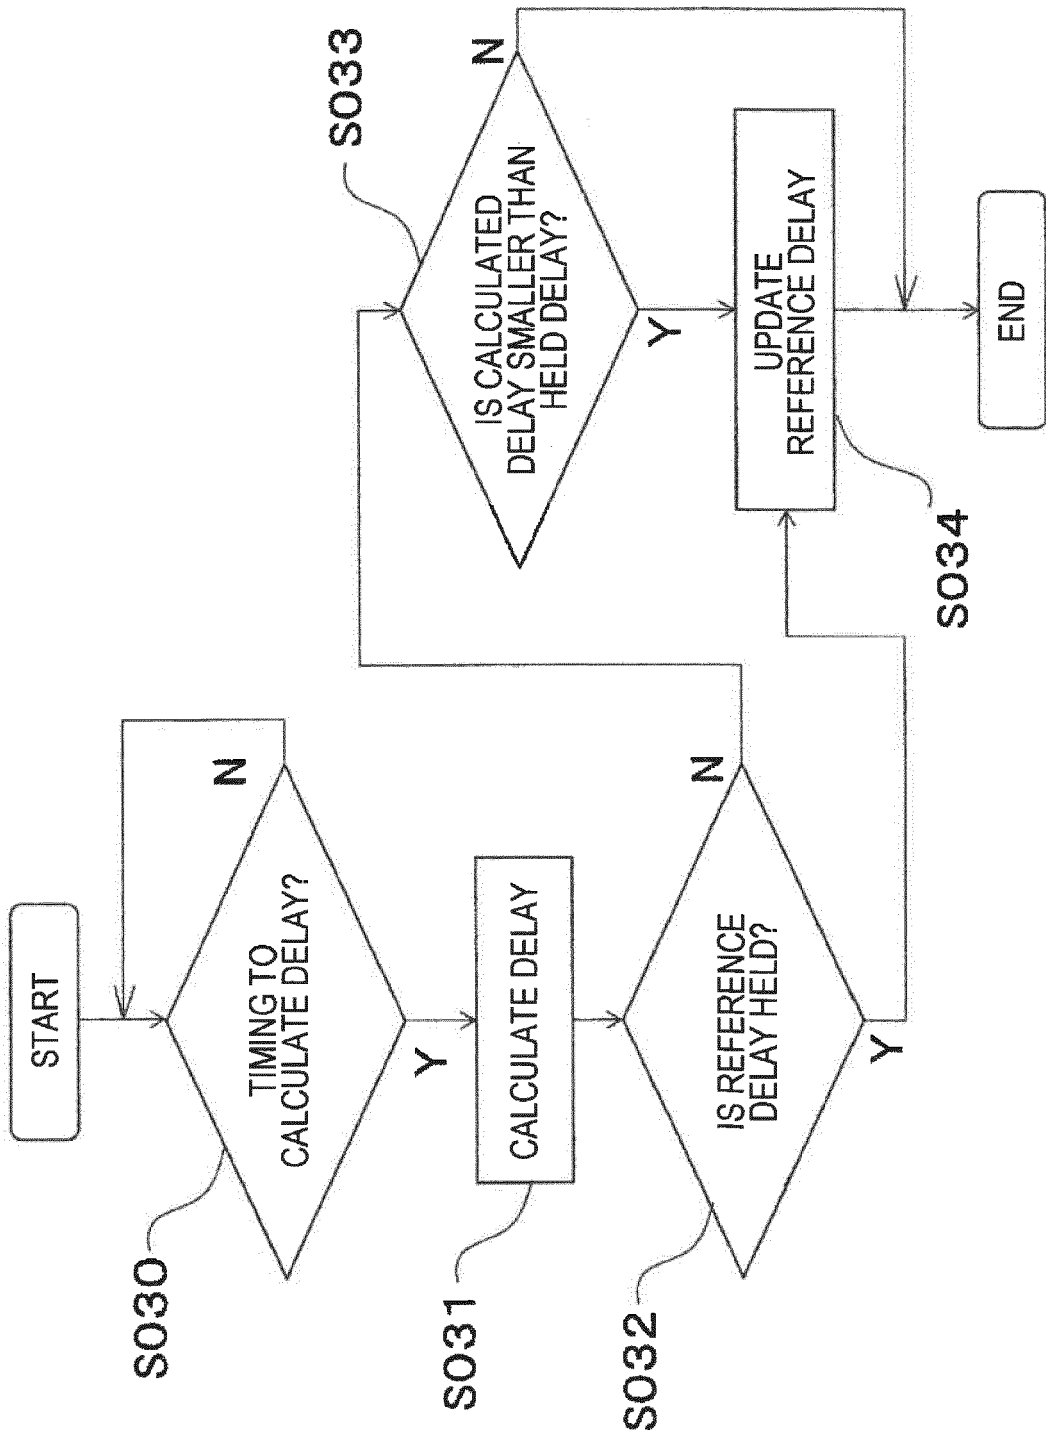 START
TIMING TO
CALCULATE DELAY?
N
Y
S030
CALCULATE DELAY
S031
IS REFERENCE
DELAY HELD?
N
Y
S032
IS CALCULATED
DELAY SMALLER THAN
HELD DELAY?
N
Y
S033
UPDATE
REFERENCE DELAY
S034
END